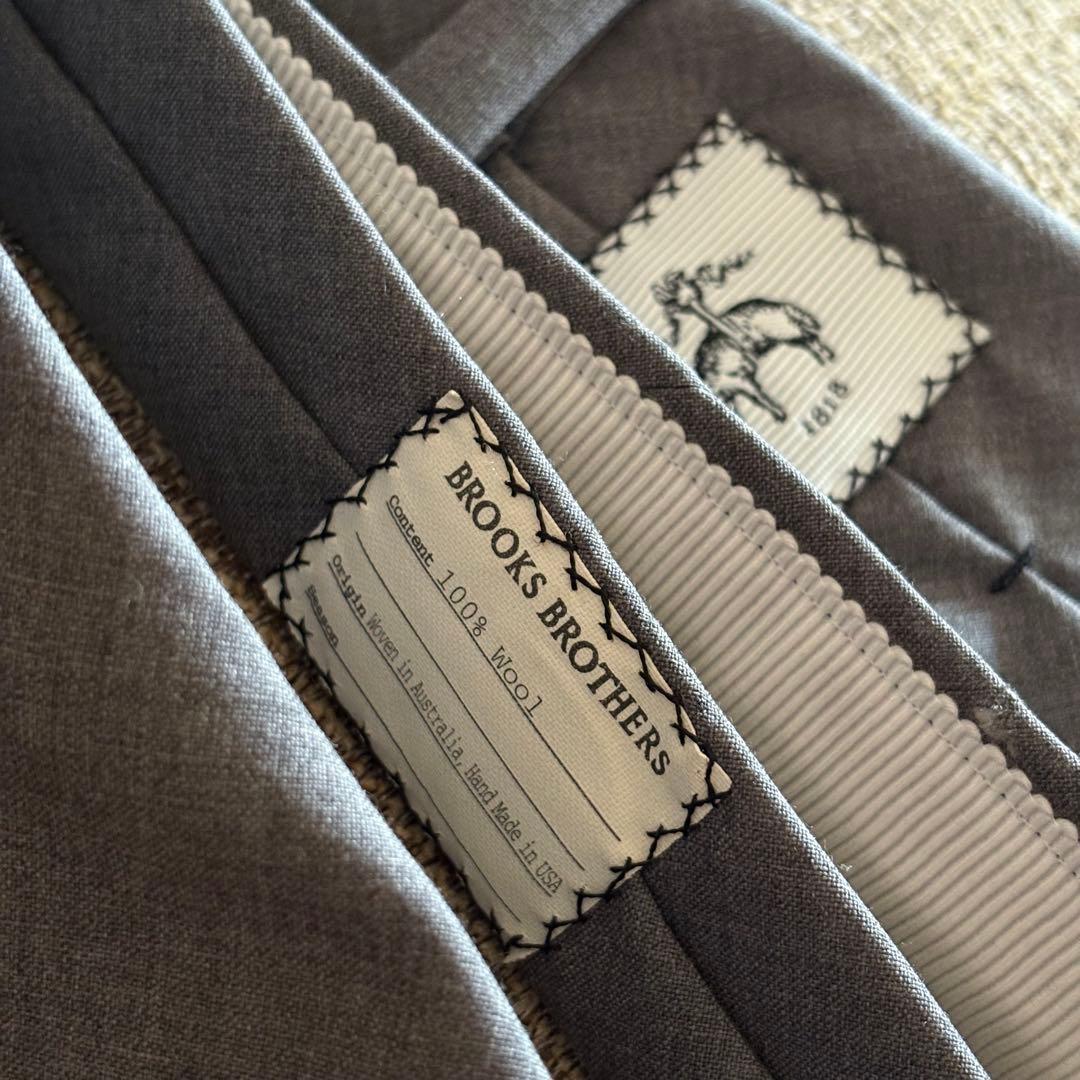 BROOKS BROTHERS
Content 100% Wool
Origin Woven in Australia, Hand Made in USA
Season
1818